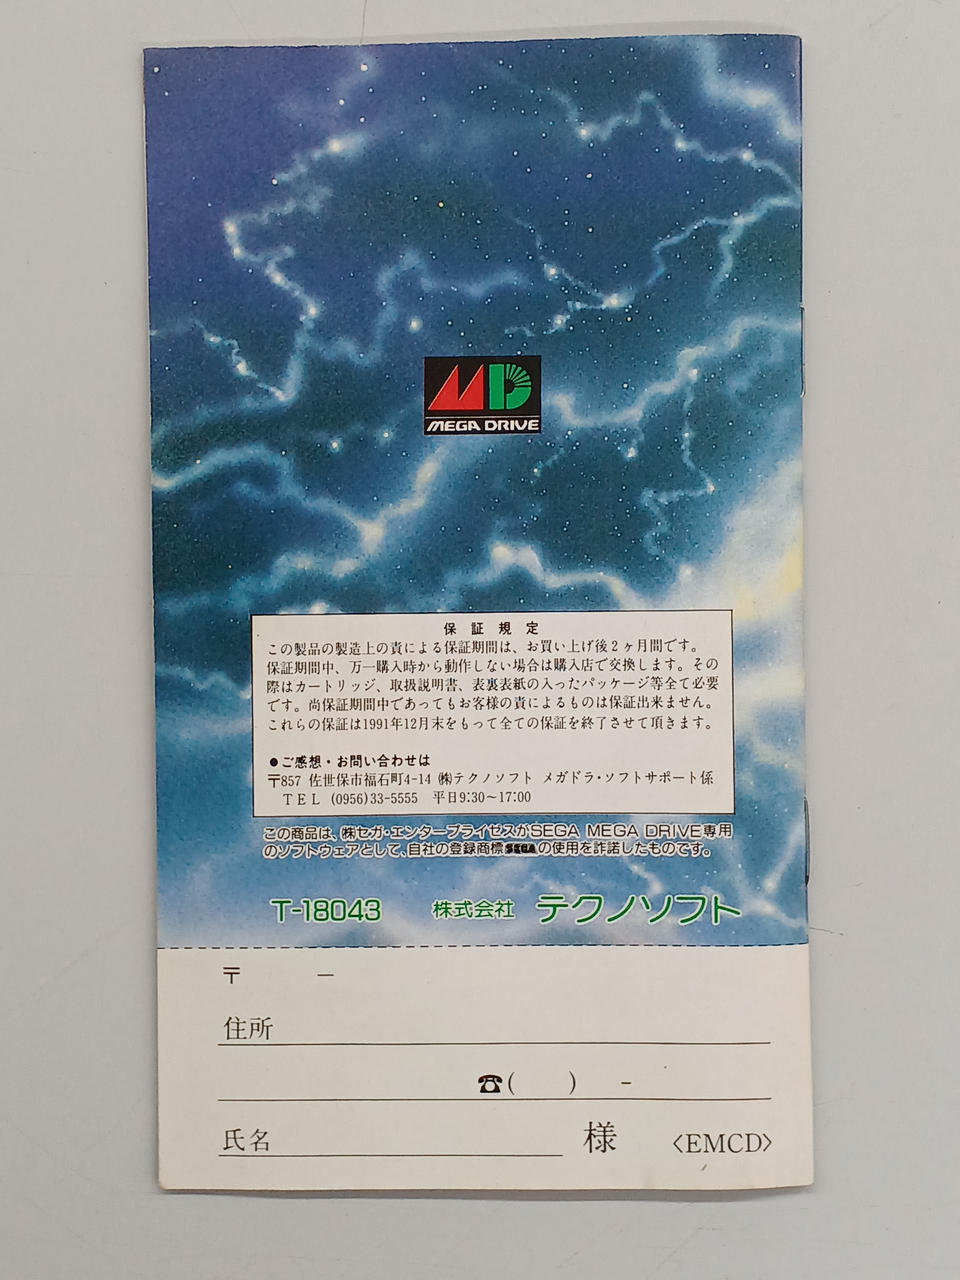 MD
MEGA DRIVE
保証規定
この製品の製造上の責による保証期間は、お買い上げ後2ヶ月間です。
保証期間中、万一購入時から動作しない場合は購入店で交換します。その
際はカートリッジ、取扱説明書、表裏表紙の入ったパッケージ等全て必要
です。尚保証期間中であってもお客様の責によるものは保証出来ません。
これらの保証は1991年12月末をもって全ての保証を終了させて頂きます。
●ご感想・お問い合わせは
〒857 佐世保市福石町4-14 ㈱テクノソフト メガドラ・ソフトサポート係
TEL (0956)33-5555 平日9:30〜17:00
この商品は、㈱セガ・エンタープライゼスがSEGA MEGA DRIVE専用
のソフトウェアとして、自社の登録商標SEGAの使用を許諾したものです。
T-18043 株式会社 テクノソフト
〒 −
住所
☎( ) -
氏名 様 〈EMCD〉